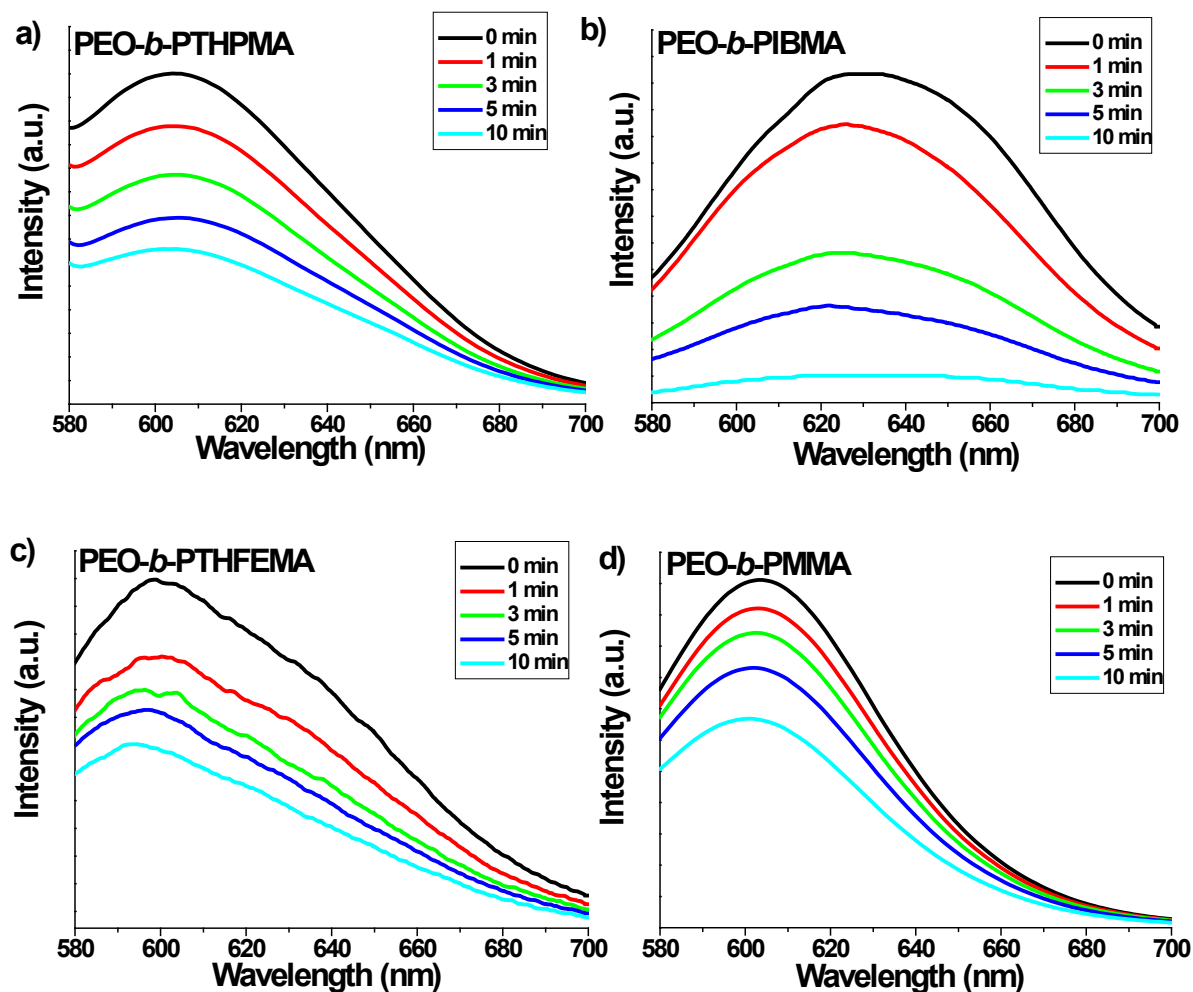 a)
PEO-b-PTHPMA
0 min
1 min
3 min
5 min
10 min
Intensity (a.u.)
580 600 620 640 660 680 700
Wavelength (nm)
b)
PEO-b-PIBMA
0 min
1 min
3 min
5 min
10 min
Intensity (a.u.)
580 600 620 640 660 680 700
Wavelength (nm)
c)
PEO-b-PTHFEMA
0 min
1 min
3 min
5 min
10 min
Intensity (a.u.)
580 600 620 640 660 680 700
Wavelength (nm)
d)
PEO-b-PMMA
0 min
1 min
3 min
5 min
10 min
Intensity (a.u.)
580 600 620 640 660 680 700
Wavelength (nm)